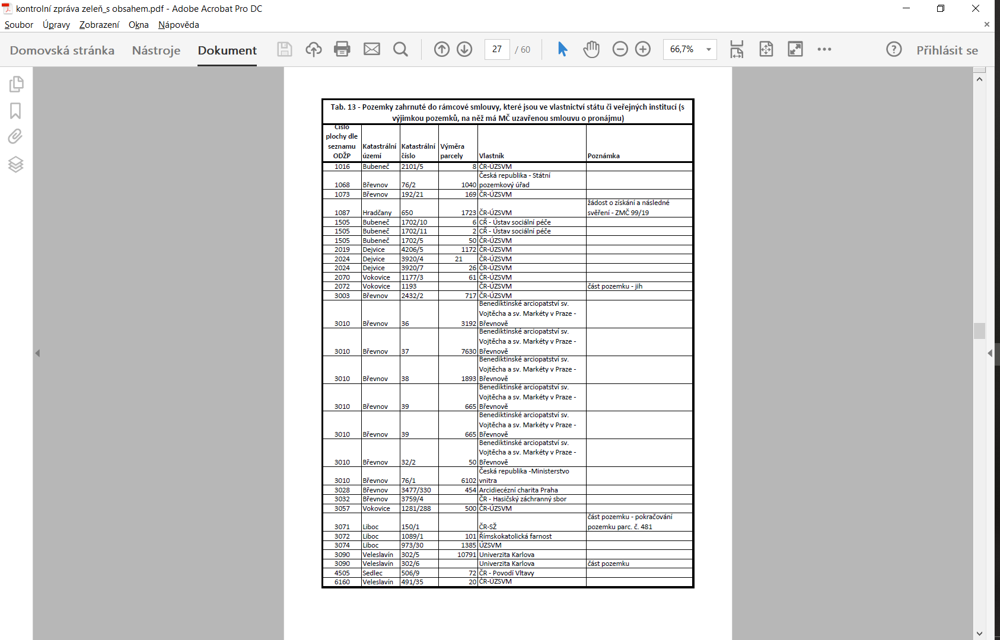 kontrolní zpráva zeleň_s obsahem.pdf - Adobe Acrobat Pro DC
Soubor Úpravy Zobrazení Okna Nápověda
Domovská stránka Nástroje Dokument 27 / 60 66,7% Přihlásit se
Tab. 13 - Pozemky zahrnuté do rámcové smlouvy, které jsou ve vlastnictví státu či veřejných institucí (s
výjimkou pozemků, na něž má MČ uzavřenou smlouvu o pronájmu)
Číslo
plochy dle
seznamu Katastrální Katastrální Výměra
ODŽP území číslo parcely Vlastník Poznámka
1016 Bubeneč 2101/5 8 ČR-ÚZSVM
Česká republika - Státní
1068 Břevnov 76/2 1040 pozemkový úřad
1073 Břevnov 192/21 169 ČR-ÚZSVM
žádost o získání a následné
1087 Hradčany 650 1723 ČR-ÚZSVM svěření - ZMČ 99/19
1505 Bubeneč 1702/10 6 CŘ - Ústav sociální péče
1505 Bubeneč 1702/11 2 CŘ - Ústav sociální péče
1505 Bubeneč 1702/5 50 ČR-ÚZSVM
2019 Dejvice 4206/5 1172 ČR-ÚZSVM
2024 Dejvice 3920/4 21 ČR-ÚZSVM
2024 Dejvice 3920/7 26 ČR-ÚZSVM
2070 Vokovice 1177/3 61 ČR-ÚZSVM
2072 Vokovice 1193 ČR-ÚZSVM část pozemku - jih
3003 Břevnov 2432/2 717 ČR-ÚZSVM
Benediktinské arciopatství sv.
Vojtěcha a sv. Markéty v Praze -
3010 Břevnov 36 3192 Břevnově
Benediktinské arciopatství sv.
Vojtěcha a sv. Markéty v Praze -
3010 Břevnov 37 7630 Břevnově
Benediktinské arciopatství sv.
Vojtěcha a sv. Markéty v Praze -
3010 Břevnov 38 1893 Břevnově
Benediktinské arciopatství sv.
Vojtěcha a sv. Markéty v Praze -
3010 Břevnov 39 665 Břevnově
Benediktinské arciopatství sv.
Vojtěcha a sv. Markéty v Praze -
3010 Břevnov 39 665 Břevnově
Benediktinské arciopatství sv.
Vojtěcha a sv. Markéty v Praze -
3010 Břevnov 32/2 50 Břevnově
Česká republika -Ministerstvo
3010 Břevnov 76/1 6102 vnitra
3028 Břevnov 3477/330 454 Arcidiecézní charita Praha
3032 Břevnov 3759/4 ČR - Hasičský záchranný sbor
3057 Vokovice 1281/288 500 ČR-ÚZSVM
část pozemku - pokračování
3071 Liboc 150/1 ČR-SŽ pozemku parc. č. 481
3072 Liboc 1089/1 101 Římskokatolická farnost
3074 Liboc 973/30 1385 ÚZSVM
3090 Veleslavín 302/5 10791 Univerzita Karlova
3090 Veleslavín 302/6 Univerzita Karlova část pozemku
4505 Sedlec 506/9 72 ČR - Povodí Vltavy
6160 Veleslavín 491/35 20 ČR-ÚZSVM